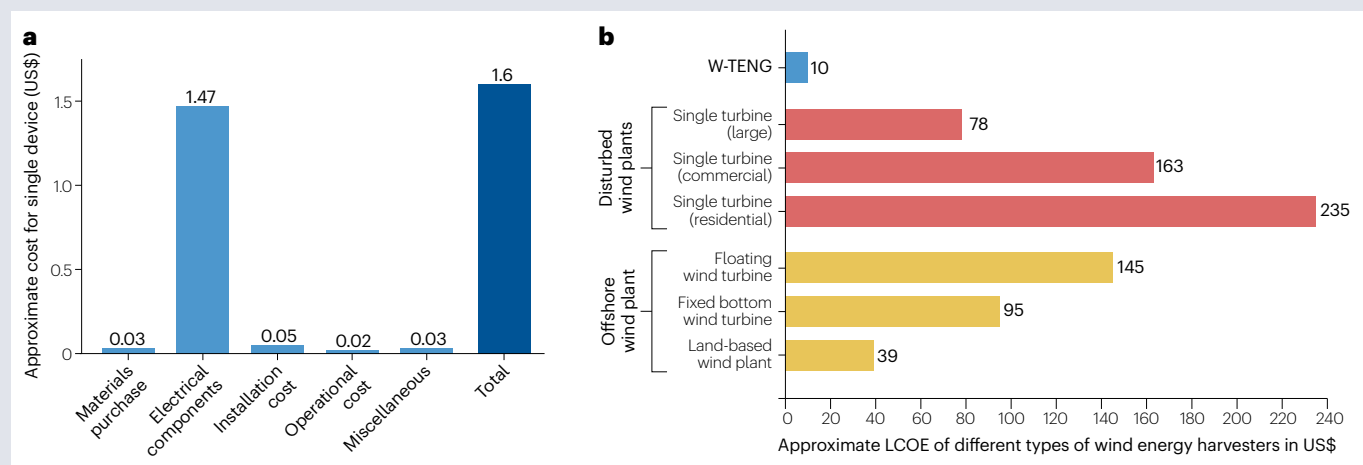 a
Approximate cost for single device (US$)
1.5
1.0
0.5
0
0.03
1.47
0.05
0.02
0.03
1.6
Materials
purchase
Electrical
components
Installation
cost
Operational
cost
Miscellaneous
Total
b
W-TENG
10
Disturbed
wind plants
Single turbine
(large)
78
Single turbine
(commercial)
163
Single turbine
(residential)
235
Offshore
wind plant
Floating
wind turbine
145
Fixed bottom
wind turbine
95
Land-based
wind plant
39
0 20 40 60 80 100 120 140 160 180 200 220 240
Approximate LCOE of different types of wind energy harvesters in US$